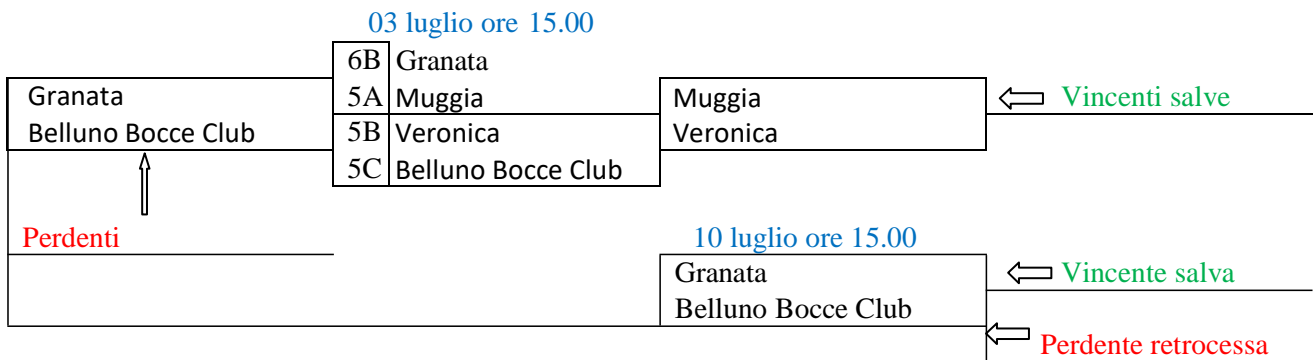 03 luglio ore 15.00
6B Granata
Granata 5A Muggia Muggia Vincenti salve
Belluno Bocce Club 5B Veronica Veronica
5C Belluno Bocce Club
Perdenti 10 luglio ore 15.00
Granata Vincente salva
Belluno Bocce Club
Perdente retrocessa